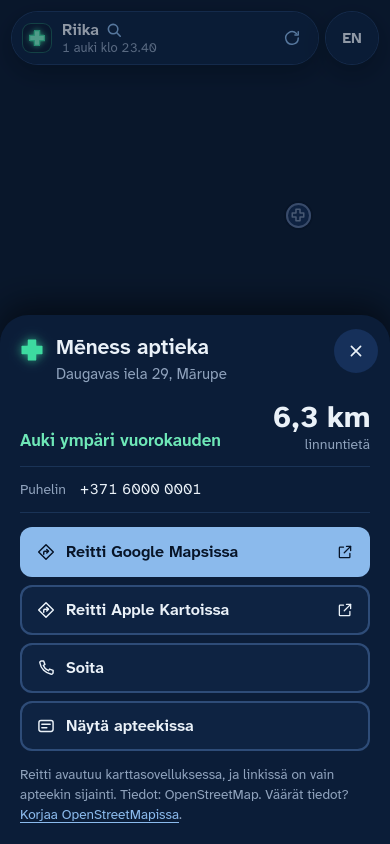 Riika
1 auki klo 23.40
EN
Mēness aptieka
Daugavas iela 29, Mārupe
6,3 km
Auki ympäri vuorokauden
linnuntietä
Puhelin +371 6000 0001
Reitti Google Mapsissa
Reitti Apple Kartoissa
Soita
Näytä apteekissa
Reitti avautuu karttasovelluksessa, ja linkissä on vain
apteekin sijainti. Tiedot: OpenStreetMap. Väärät tiedot?
Korjaa OpenStreetMapissa.